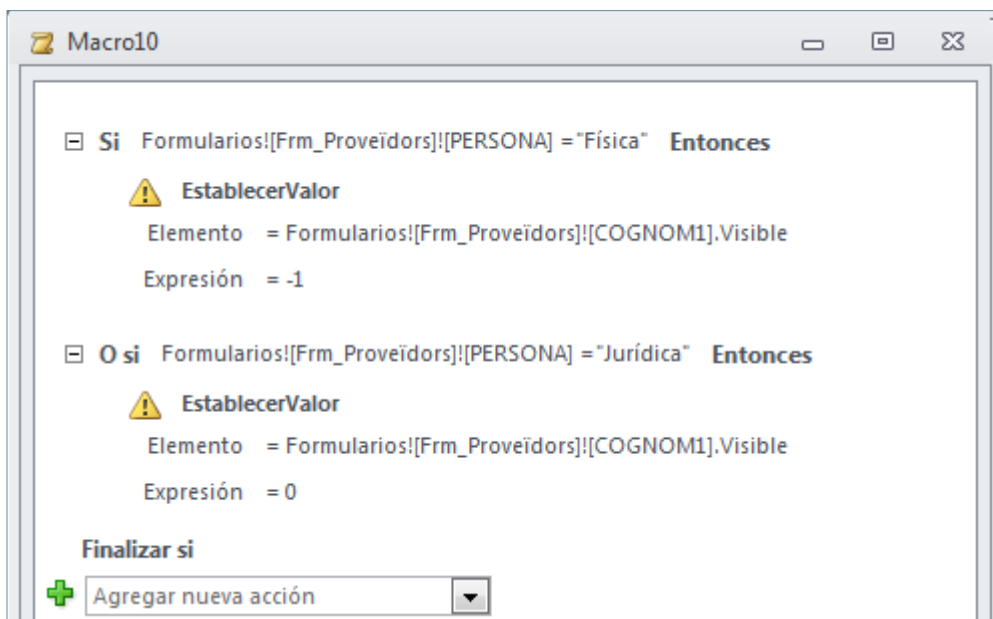 Macro10
Si Formularios![Frm_Proveïdors]![PERSONA] ="Física" Entonces
EstablecerValor
Elemento = Formularios![Frm_Proveïdors]![COGNOM1].Visible
Expresión = -1
O si Formularios![Frm_Proveïdors]![PERSONA] ="Jurídica" Entonces
EstablecerValor
Elemento = Formularios![Frm_Proveïdors]![COGNOM1].Visible
Expresión = 0
Finalizar si
Agregar nueva acción